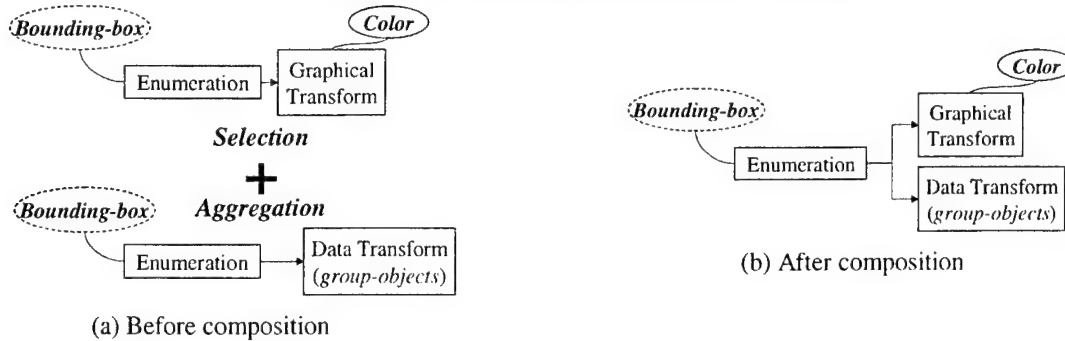 Bounding-box
Color
Enumeration
Graphical
Transform
Selection
+
Aggregation
Bounding-box
Enumeration
Data Transform
(group-objects)
(a) Before composition
Color
Bounding-box
Graphical
Transform
Enumeration
Data Transform
(group-objects)
(b) After composition